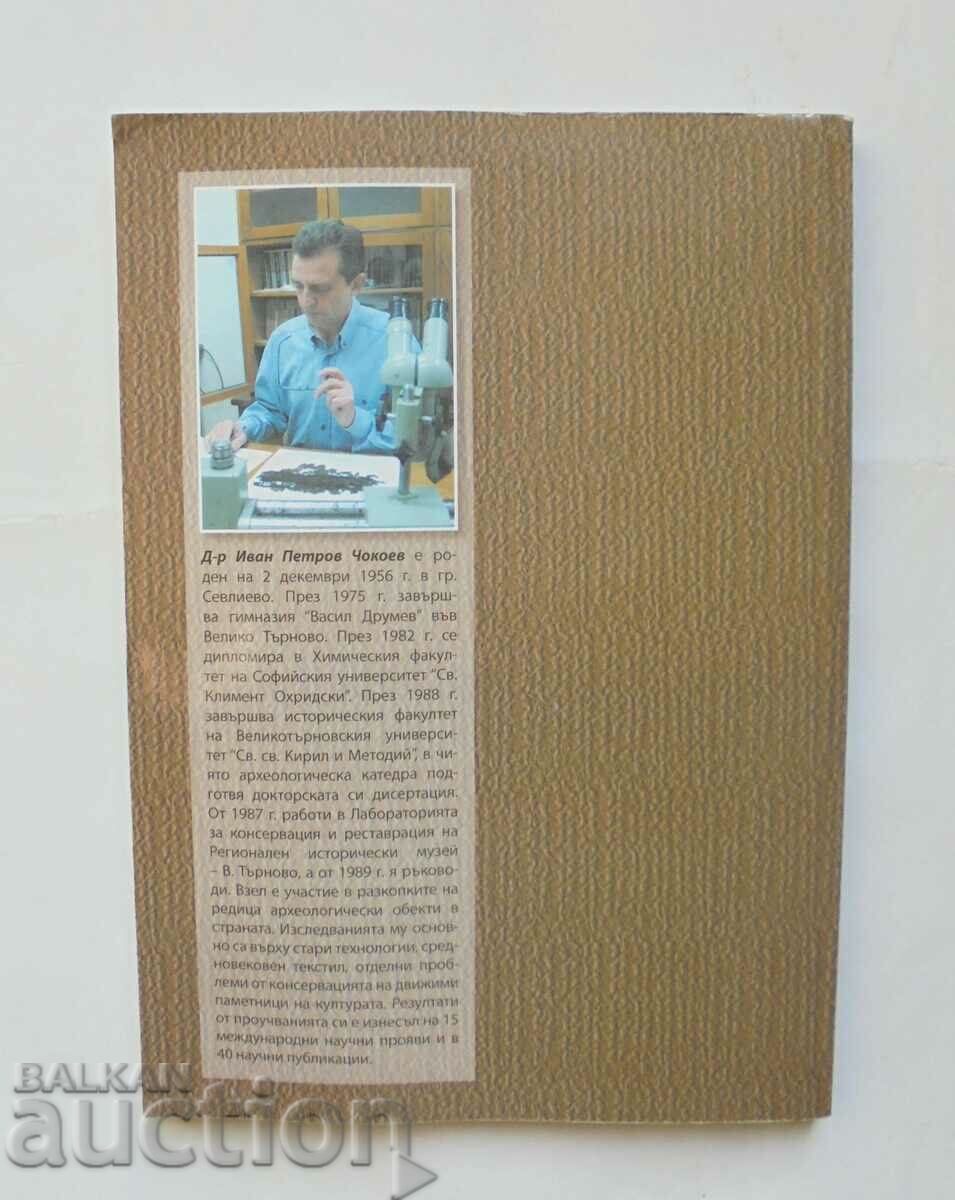 Д-р Иван Петров Чокоев е ро-
ден на 2 декември 1956 г. в гр.
Севлиево. През 1975 г. завърш-
ва гимназия "Васил Друмев" във
Велико Търново. През 1982 г. се
дипломира в Химическия факул-
тет на Софийския университет "Св.
Климент Охридски". През 1988 г.
завършва историческия факултет
на Великотърновския универси-
тет "Св. св. Кирил и Методий", в чи-
ято археологическа катедра под-
готвя докторската си дисертация.
От 1987 г. работи в Лабораторията
за консервация и реставрация на
Регионален исторически музей
– В. Търново, а от 1989 г. я ръково-
ди. Взел е участие в разкопките на
редица археологически обекти в
страната. Изследванията му основ-
но са върху стари технологии, сред-
новековен текстил, отделни проб-
леми от консервацията на движими
паметници на културата. Резултати
от проучванията си е изнесъл на 15
международни научни прояви и в
40 научни публикации.
BALKAN
auction